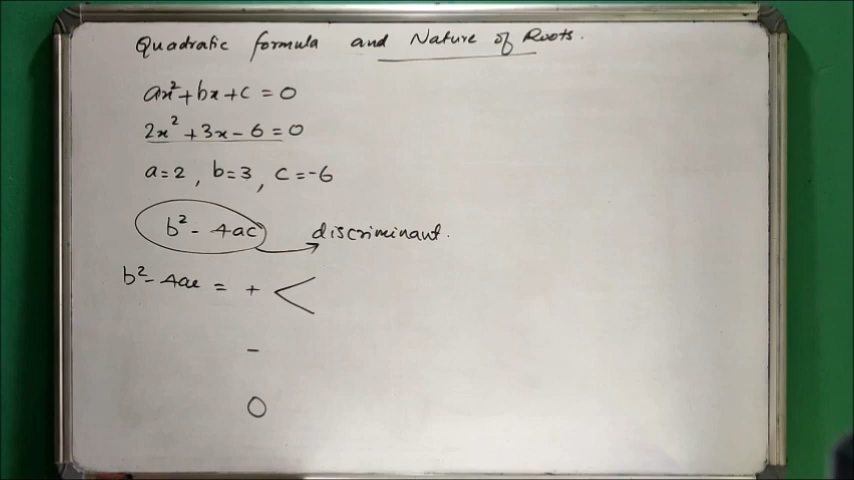 Quadratic formula and Nature of Roots.
ax²+bx+c=0
2x²+3x-6=0
a=2, b=3, c=-6
b²-4ac discriminant.
b²-4ac = + <
-
0